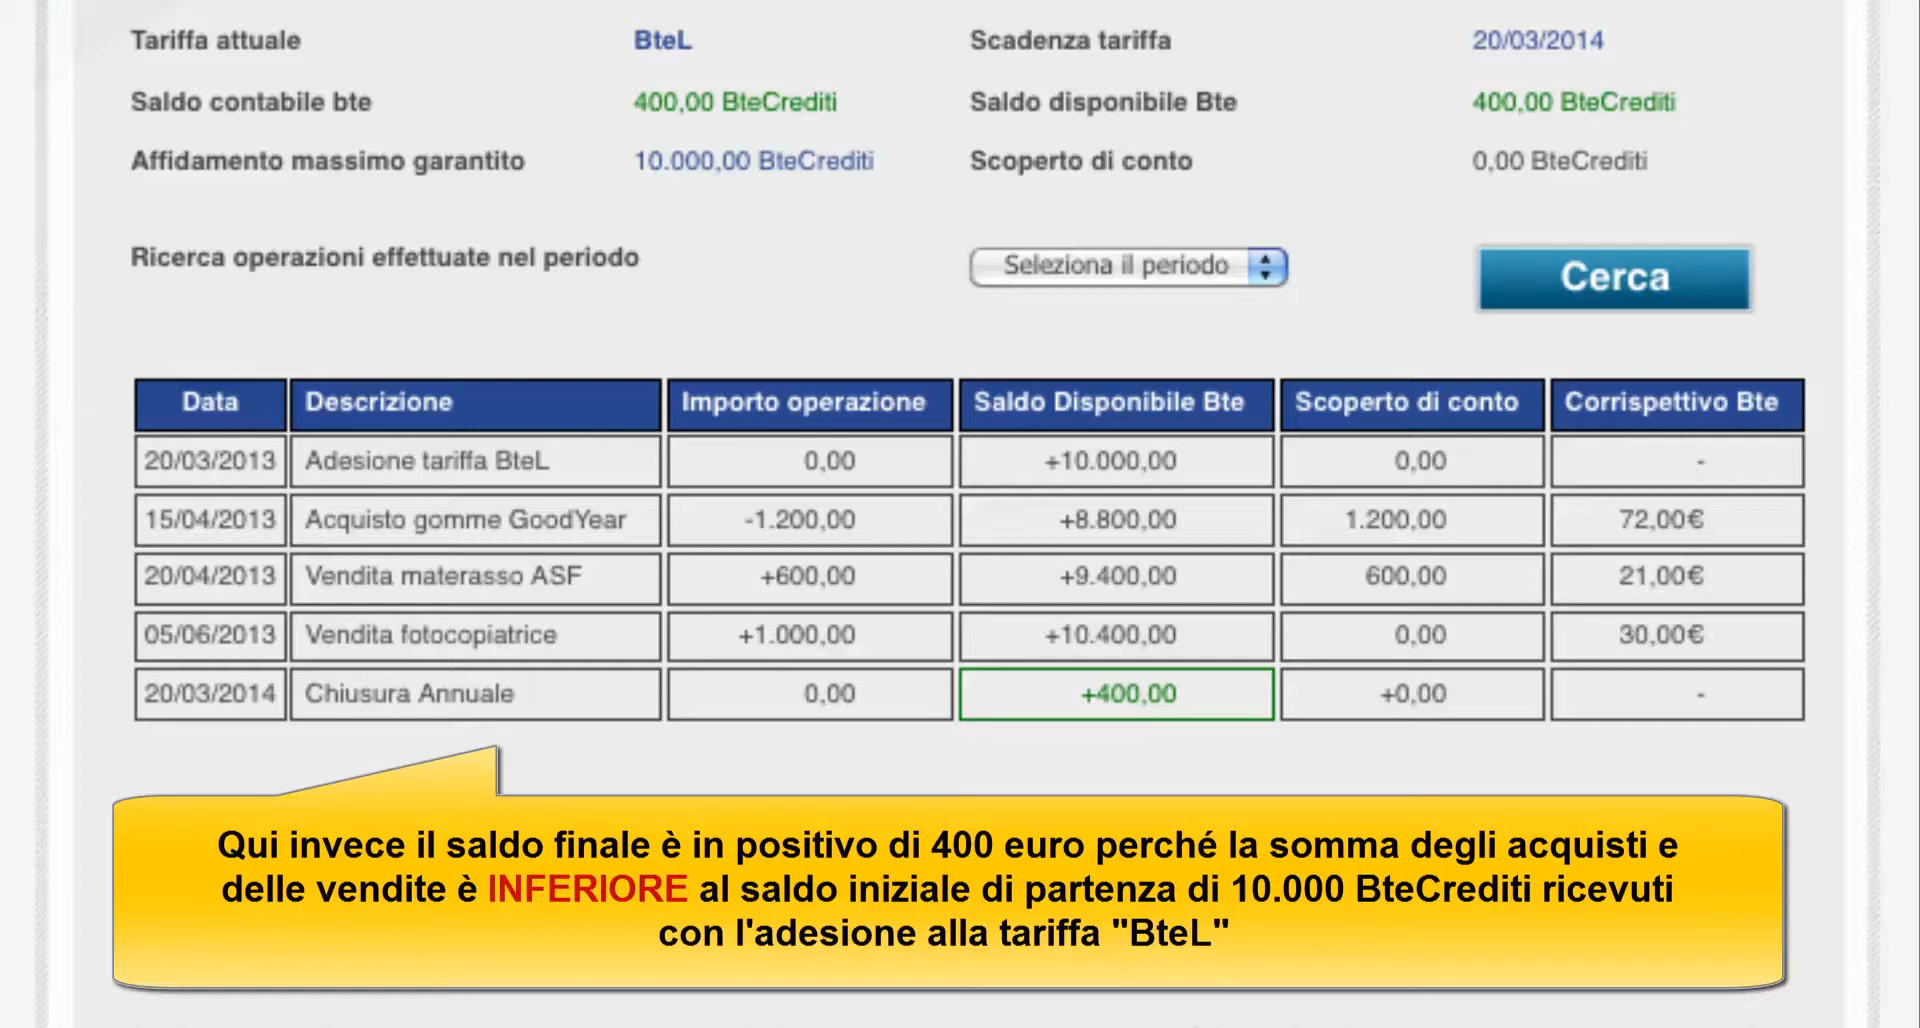 Tariffa attuale BteL Scadenza tariffa 20/03/2014
Saldo contabile bte 400,00 BteCrediti Saldo disponibile Bte 400,00 BteCrediti
Affidamento massimo garantito 10.000,00 BteCrediti Scoperto di conto 0,00 BteCrediti
Ricerca operazioni effettuate nel periodo Seleziona il periodo Cerca
Data Descrizione Importo operazione Saldo Disponibile Bte Scoperto di conto Corrispettivo Bte
20/03/2013 Adesione tariffa BteL 0,00 +10.000,00 0,00 -
15/04/2013 Acquisto gomme GoodYear -1.200,00 +8.800,00 1.200,00 72,00€
20/04/2013 Vendita materasso ASF +600,00 +9.400,00 600,00 21,00€
05/06/2013 Vendita fotocopiatrice +1.000,00 +10.400,00 0,00 30,00€
20/03/2014 Chiusura Annuale 0,00 +400,00 +0,00 -
Qui invece il saldo finale è in positivo di 400 euro perché la somma degli acquisti e
delle vendite è INFERIORE al saldo iniziale di partenza di 10.000 BteCrediti ricevuti
con l'adesione alla tariffa "BteL"